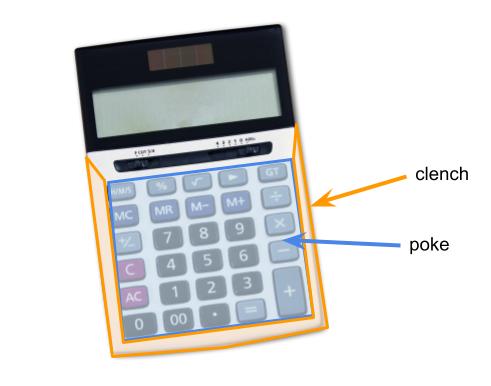 H/M/S % √ ► GT
MC MR M− M+ ÷
+/− 7 8 9 ×
C 4 5 6 −
AC 1 2 3 +
0 00 · =
clench
poke